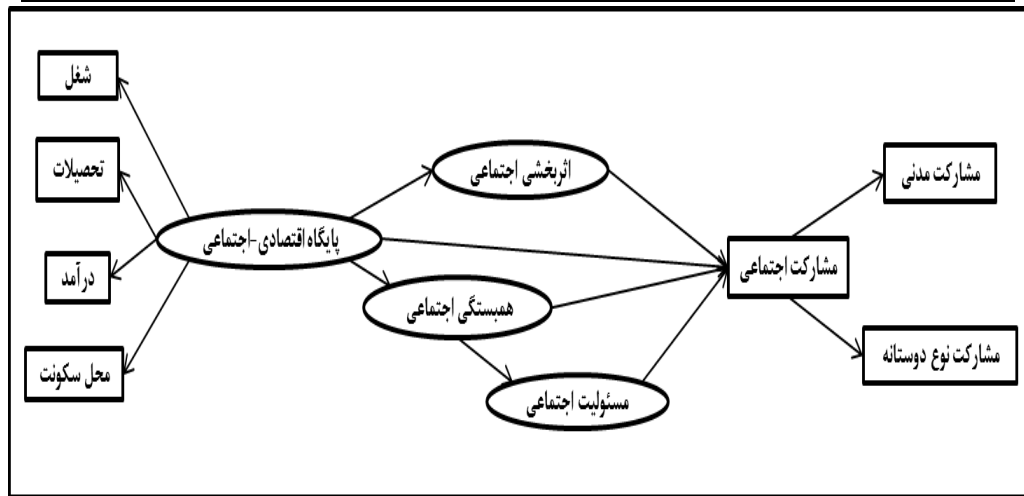 شغل
تحصیلات
درآمد
محل سکونت
پایگاه اقتصادی-اجتماعی
اثربخشی اجتماعی
همبستگی اجتماعی
مسئولیت اجتماعی
مشارکت اجتماعی
مشارکت مدنی
مشارکت نوع دوستانه